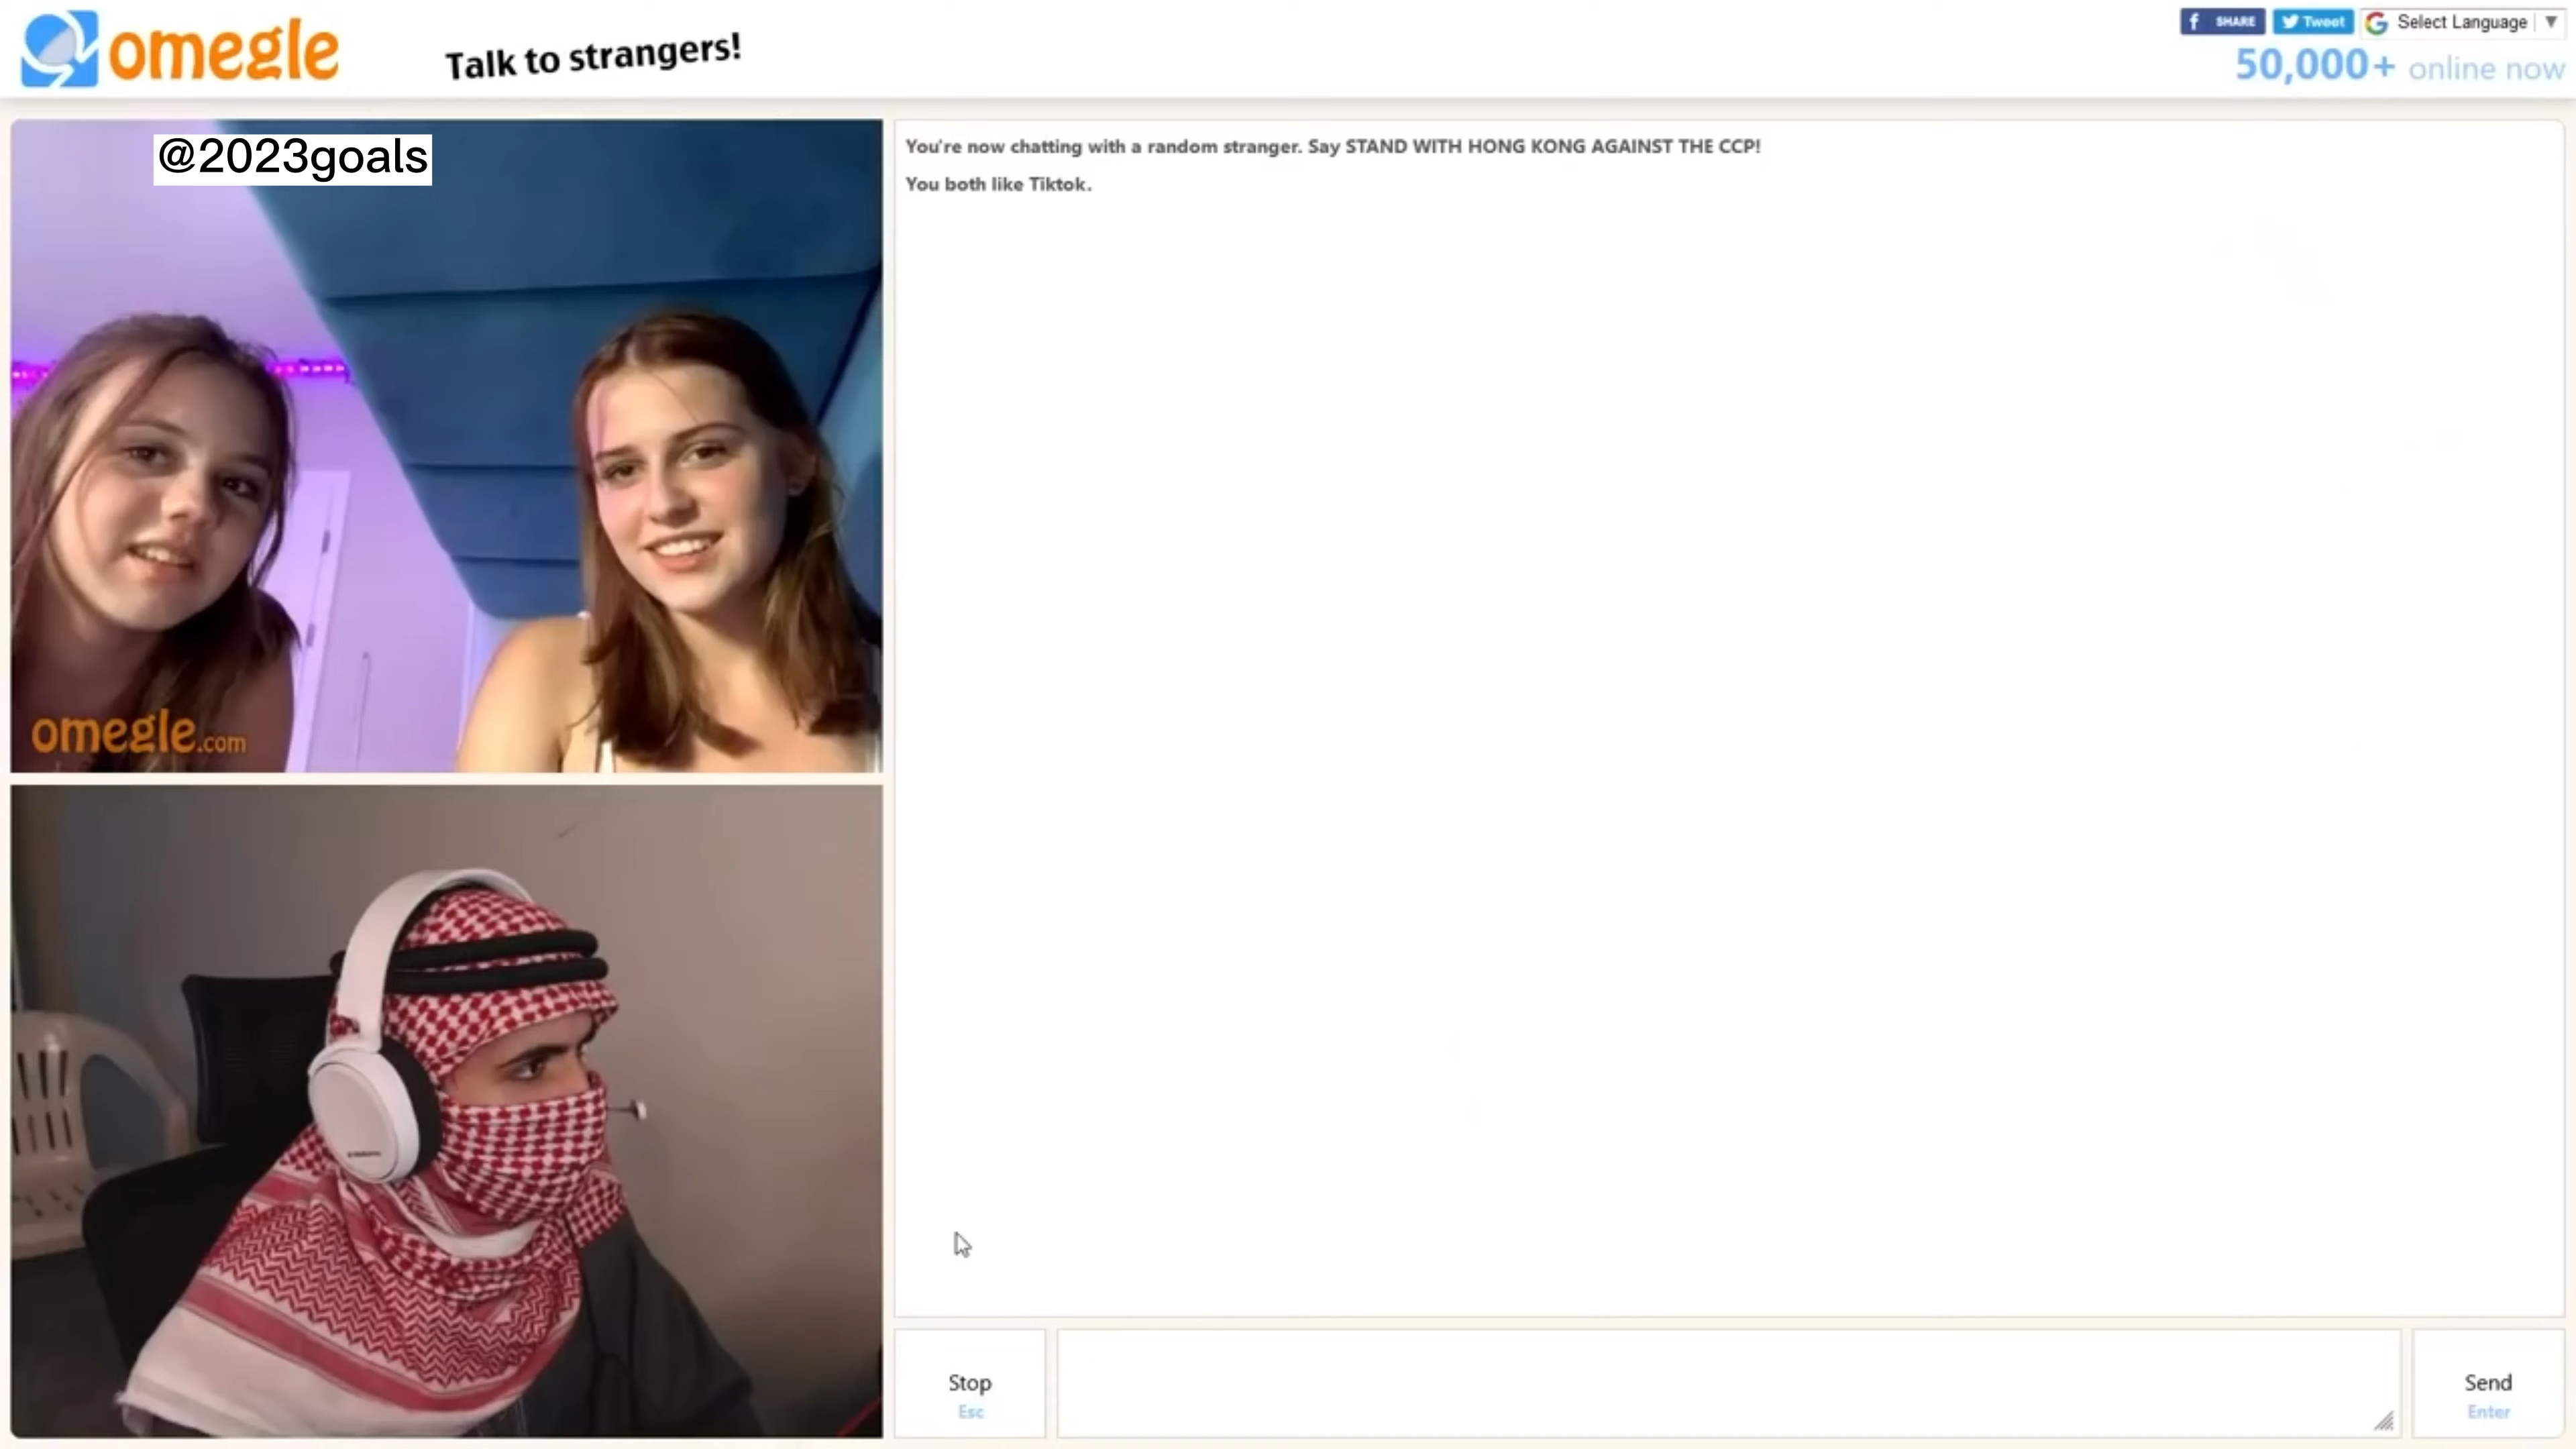 omegle
Talk to strangers!
SHARE
Tweet
Select Language
50,000+ online now
@2023goals
You're now chatting with a random stranger. Say STAND WITH HONG KONG AGAINST THE CCP!
You both like Tiktok.
omegle.com
Stop
Esc
Send
Enter